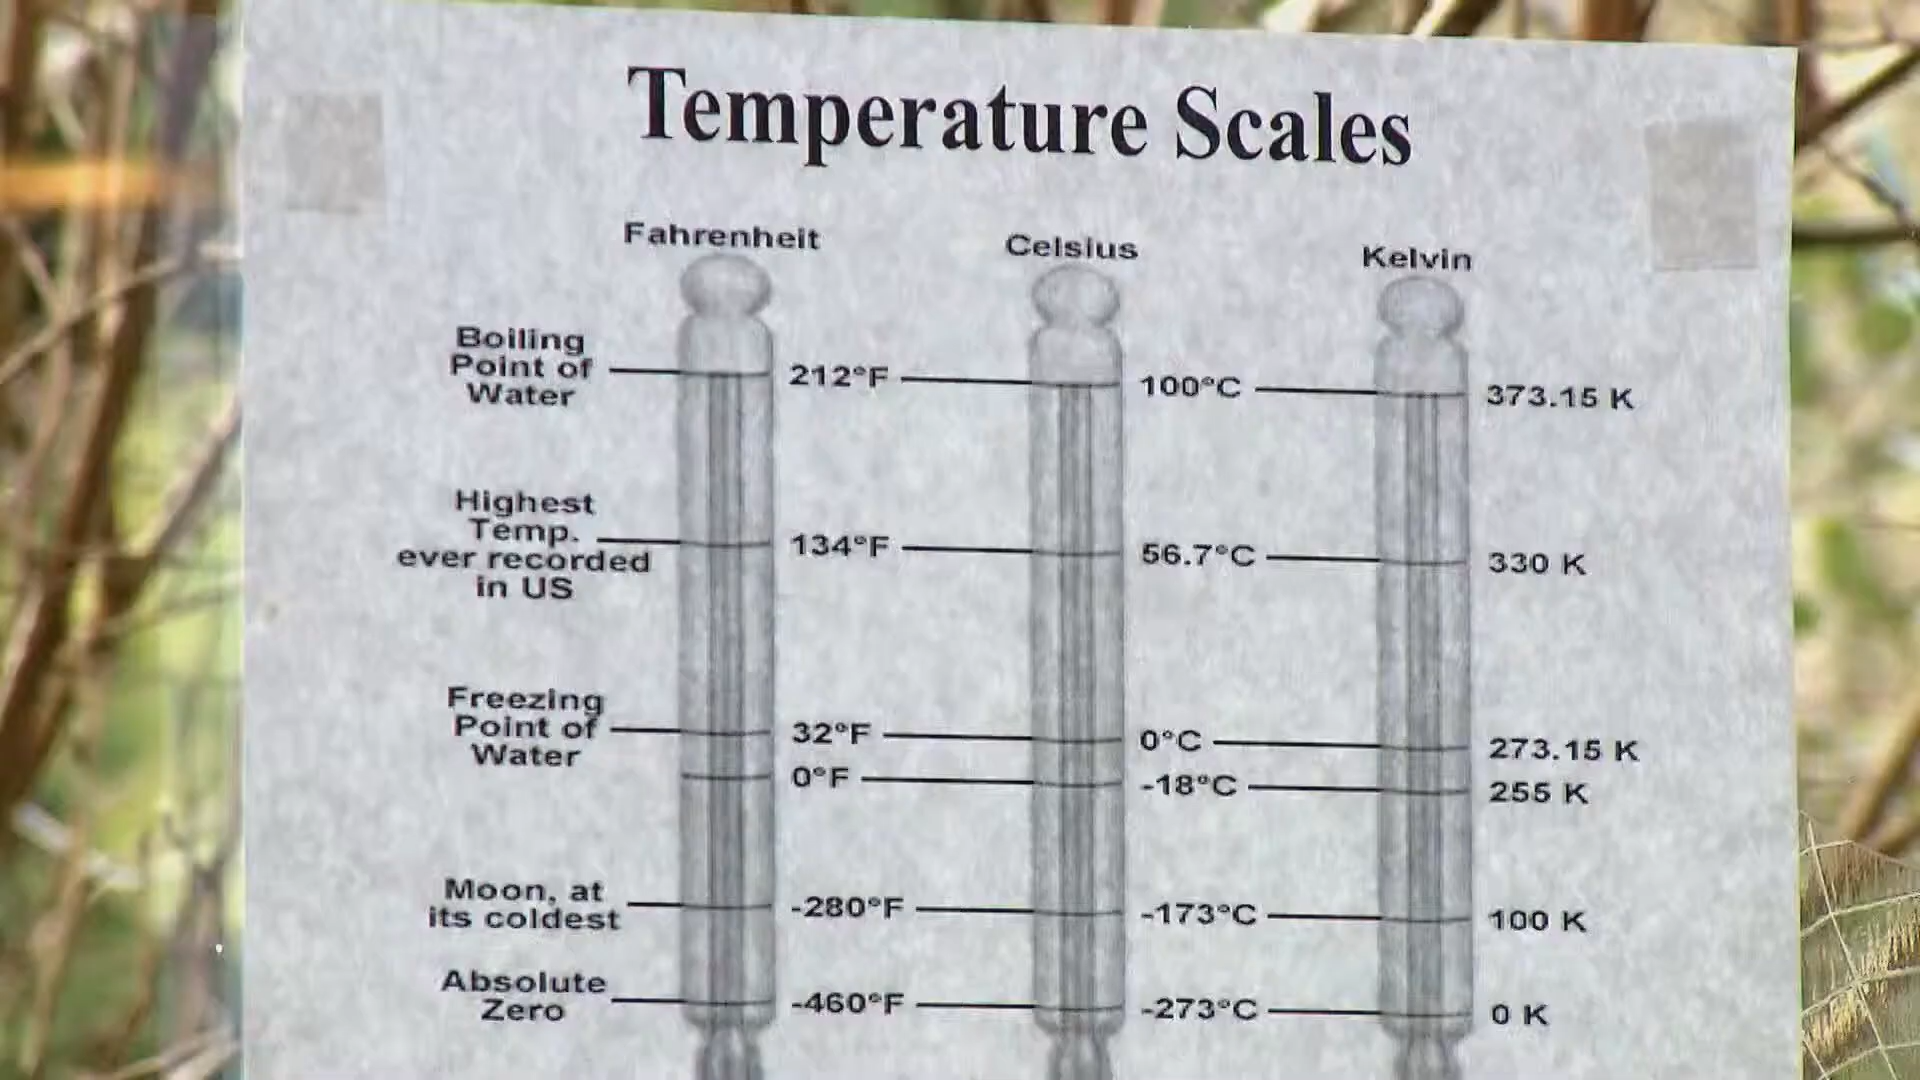 Temperature Scales
Fahrenheit
Celsius
Kelvin
Boiling
Point of
Water
212°F
100°C
373.15 K
Highest
Temp.
ever recorded
in US
134°F
56.7°C
330 K
Freezing
Point of
Water
32°F
0°C
273.15 K
0°F
-18°C
255 K
Moon, at
its coldest
-280°F
-173°C
100 K
Absolute
Zero
-460°F
-273°C
0 K